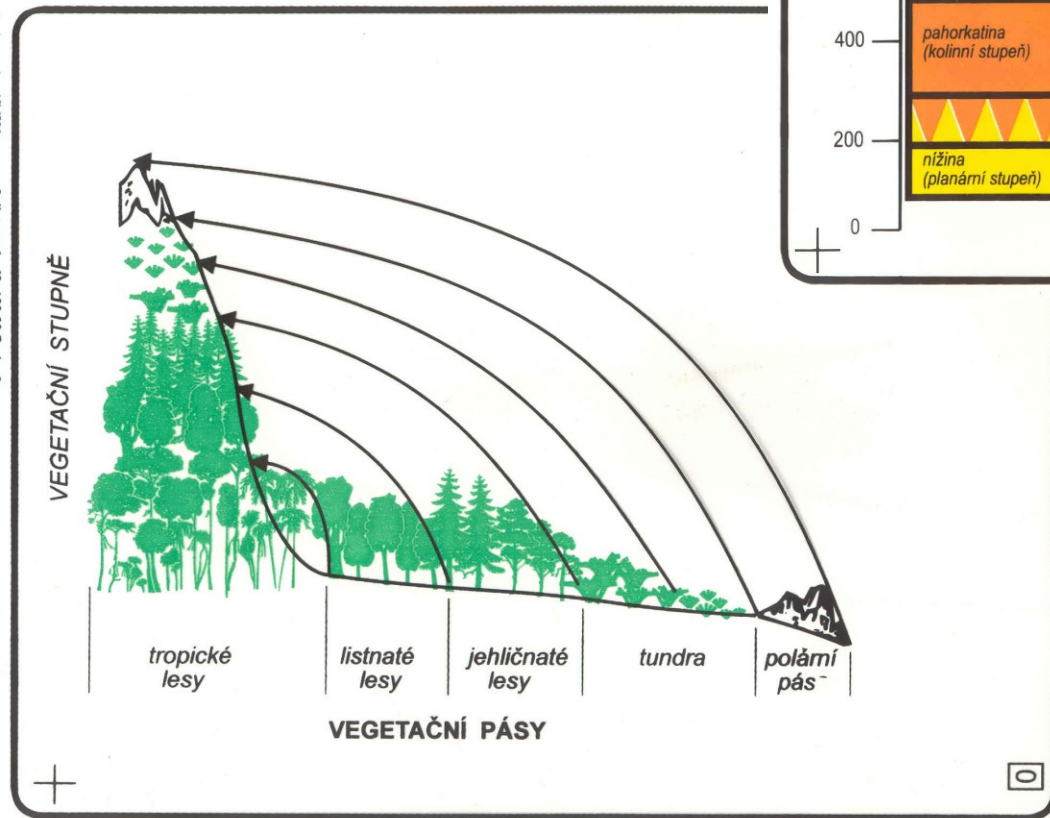 400
pahorkatina
(kolinní stupeň)
200
nížina
(planární stupeň)
0
VEGETAČNÍ STUPNĚ
tropické
lesy
listnaté
lesy
jehličnaté
lesy
tundra
polární
pás
VEGETAČNÍ PÁSY
0